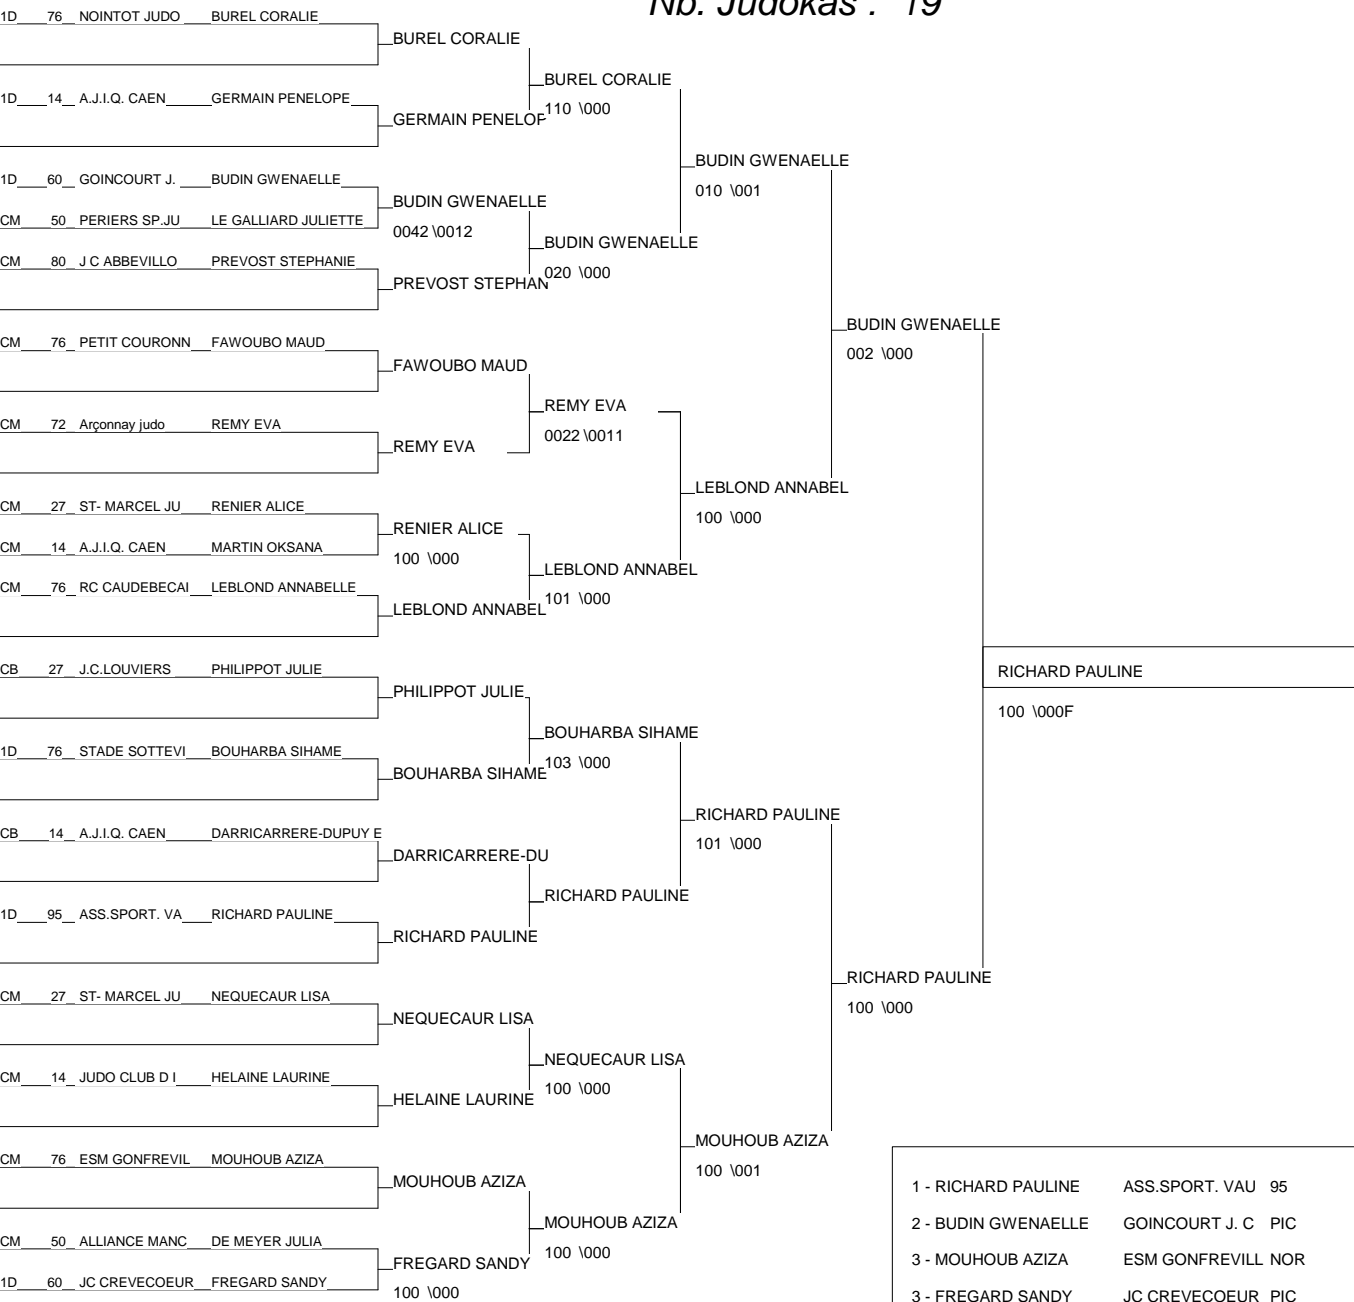 Nb. Judokas : 19
1D 76 NOINTOT JUDO BUREL CORALIE
BUREL CORALIE
BUREL CORALIE
1D 14 A.J.I.Q. CAEN GERMAIN PENELOPE
110 \000
GERMAIN PENELOP
BUDIN GWENAELLE
1D 60 GOINCOURT J. BUDIN GWENAELLE
010 \001
BUDIN GWENAELLE
CM 50 PERIERS SP.JU LE GALLIARD JULIETTE
0042 \0012
BUDIN GWENAELLE
CM 80 J C ABBEVILLO PREVOST STEPHANIE
020 \000
PREVOST STEPHAN
BUDIN GWENAELLE
CM 76 PETIT COURONN FAWOUBO MAUD
002 \000
FAWOUBO MAUD
REMY EVA
CM 72 Arçonnay judo REMY EVA
0022 \0011
REMY EVA
LEBLOND ANNABEL
CM 27 ST- MARCEL JU RENIER ALICE
100 \000
RENIER ALICE
CM 14 A.J.I.Q. CAEN MARTIN OKSANA
100 \000
LEBLOND ANNABEL
CM 76 RC CAUDEBECAI LEBLOND ANNABELLE
101 \000
LEBLOND ANNABEL
CB 27 J.C.LOUVIERS PHILIPPOT JULIE
RICHARD PAULINE
PHILIPPOT JULIE
100 \000F
BOUHARBA SIHAME
1D 76 STADE SOTTEVI BOUHARBA SIHAME
103 \000
BOUHARBA SIHAME
RICHARD PAULINE
CB 14 A.J.I.Q. CAEN DARRICARRERE-DUPUY E
101 \000
DARRICARRERE-DU
RICHARD PAULINE
1D 95 ASS.SPORT. VA RICHARD PAULINE
RICHARD PAULINE
RICHARD PAULINE
CM 27 ST- MARCEL JU NEQUECAUR LISA
100 \000
NEQUECAUR LISA
NEQUECAUR LISA
CM 14 JUDO CLUB D I HELAINE LAURINE
100 \000
HELAINE LAURINE
MOUHOUB AZIZA
CM 76 ESM GONFREVIL MOUHOUB AZIZA
100 \001
MOUHOUB AZIZA
1 - RICHARD PAULINE ASS.SPORT. VAU 95
MOUHOUB AZIZA
2 - BUDIN GWENAELLE GOINCOURT J. C PIC
CM 50 ALLIANCE MANC DE MEYER JULIA
100 \000
FREGARD SANDY
3 - MOUHOUB AZIZA ESM GONFREVILL NOR
1D 60 JC CREVECOEUR FREGARD SANDY
100 \000
3 - FREGARD SANDY JC CREVECOEUR PIC